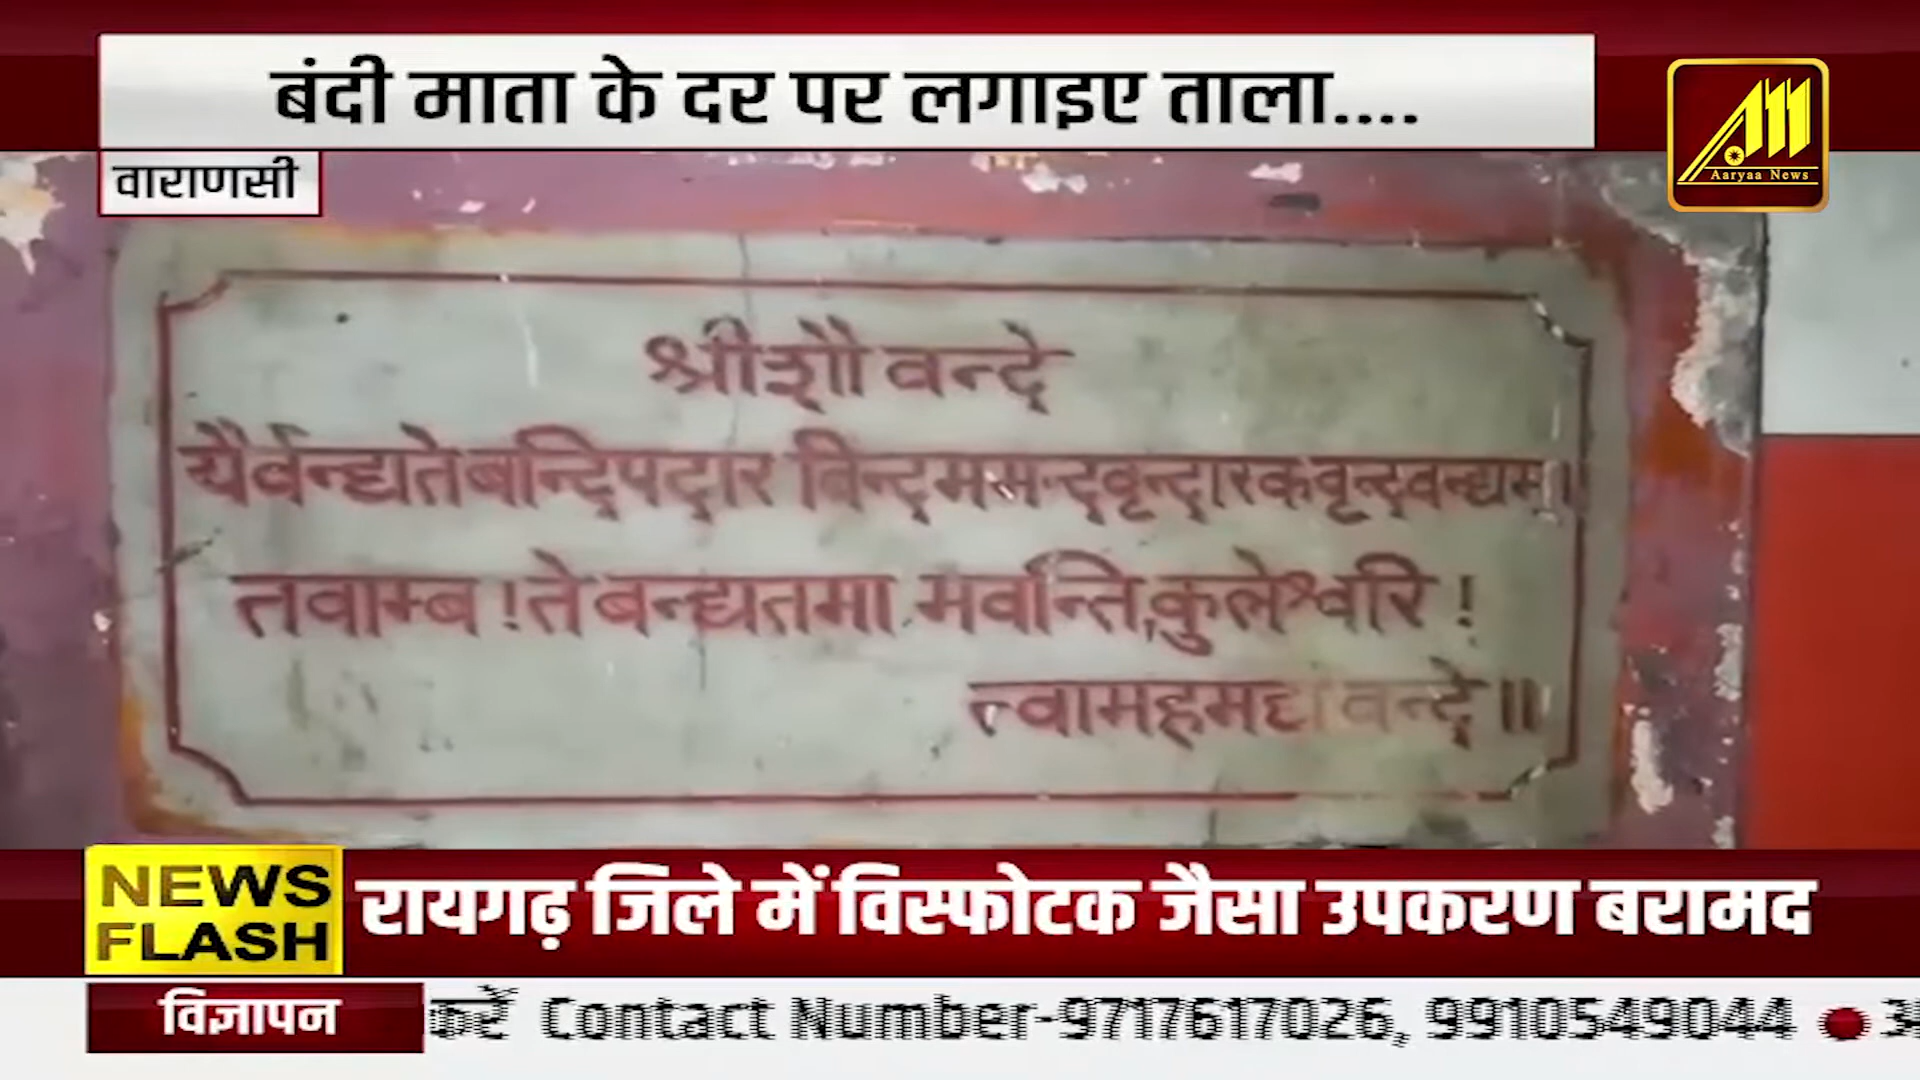 बंदी माता के दर पर लगाइए ताला....
Aaryaa News
वाराणसी
श्रीशौ वन्दे
यैर्वन्द्यते बन्दिपदार बिन्दममन्दवृन्दारकवृन्दवन्द्यम्।
तवाम्ब ! ते बन्द्यतमा भवन्ति, कुलेश्वरि !
त्वामहमद्य वन्दे ॥
NEWS
FLASH
रायगढ़ जिले में विस्फोटक जैसा उपकरण बरामद
विज्ञापन
करें Contact Number-9717617026, 9910549044